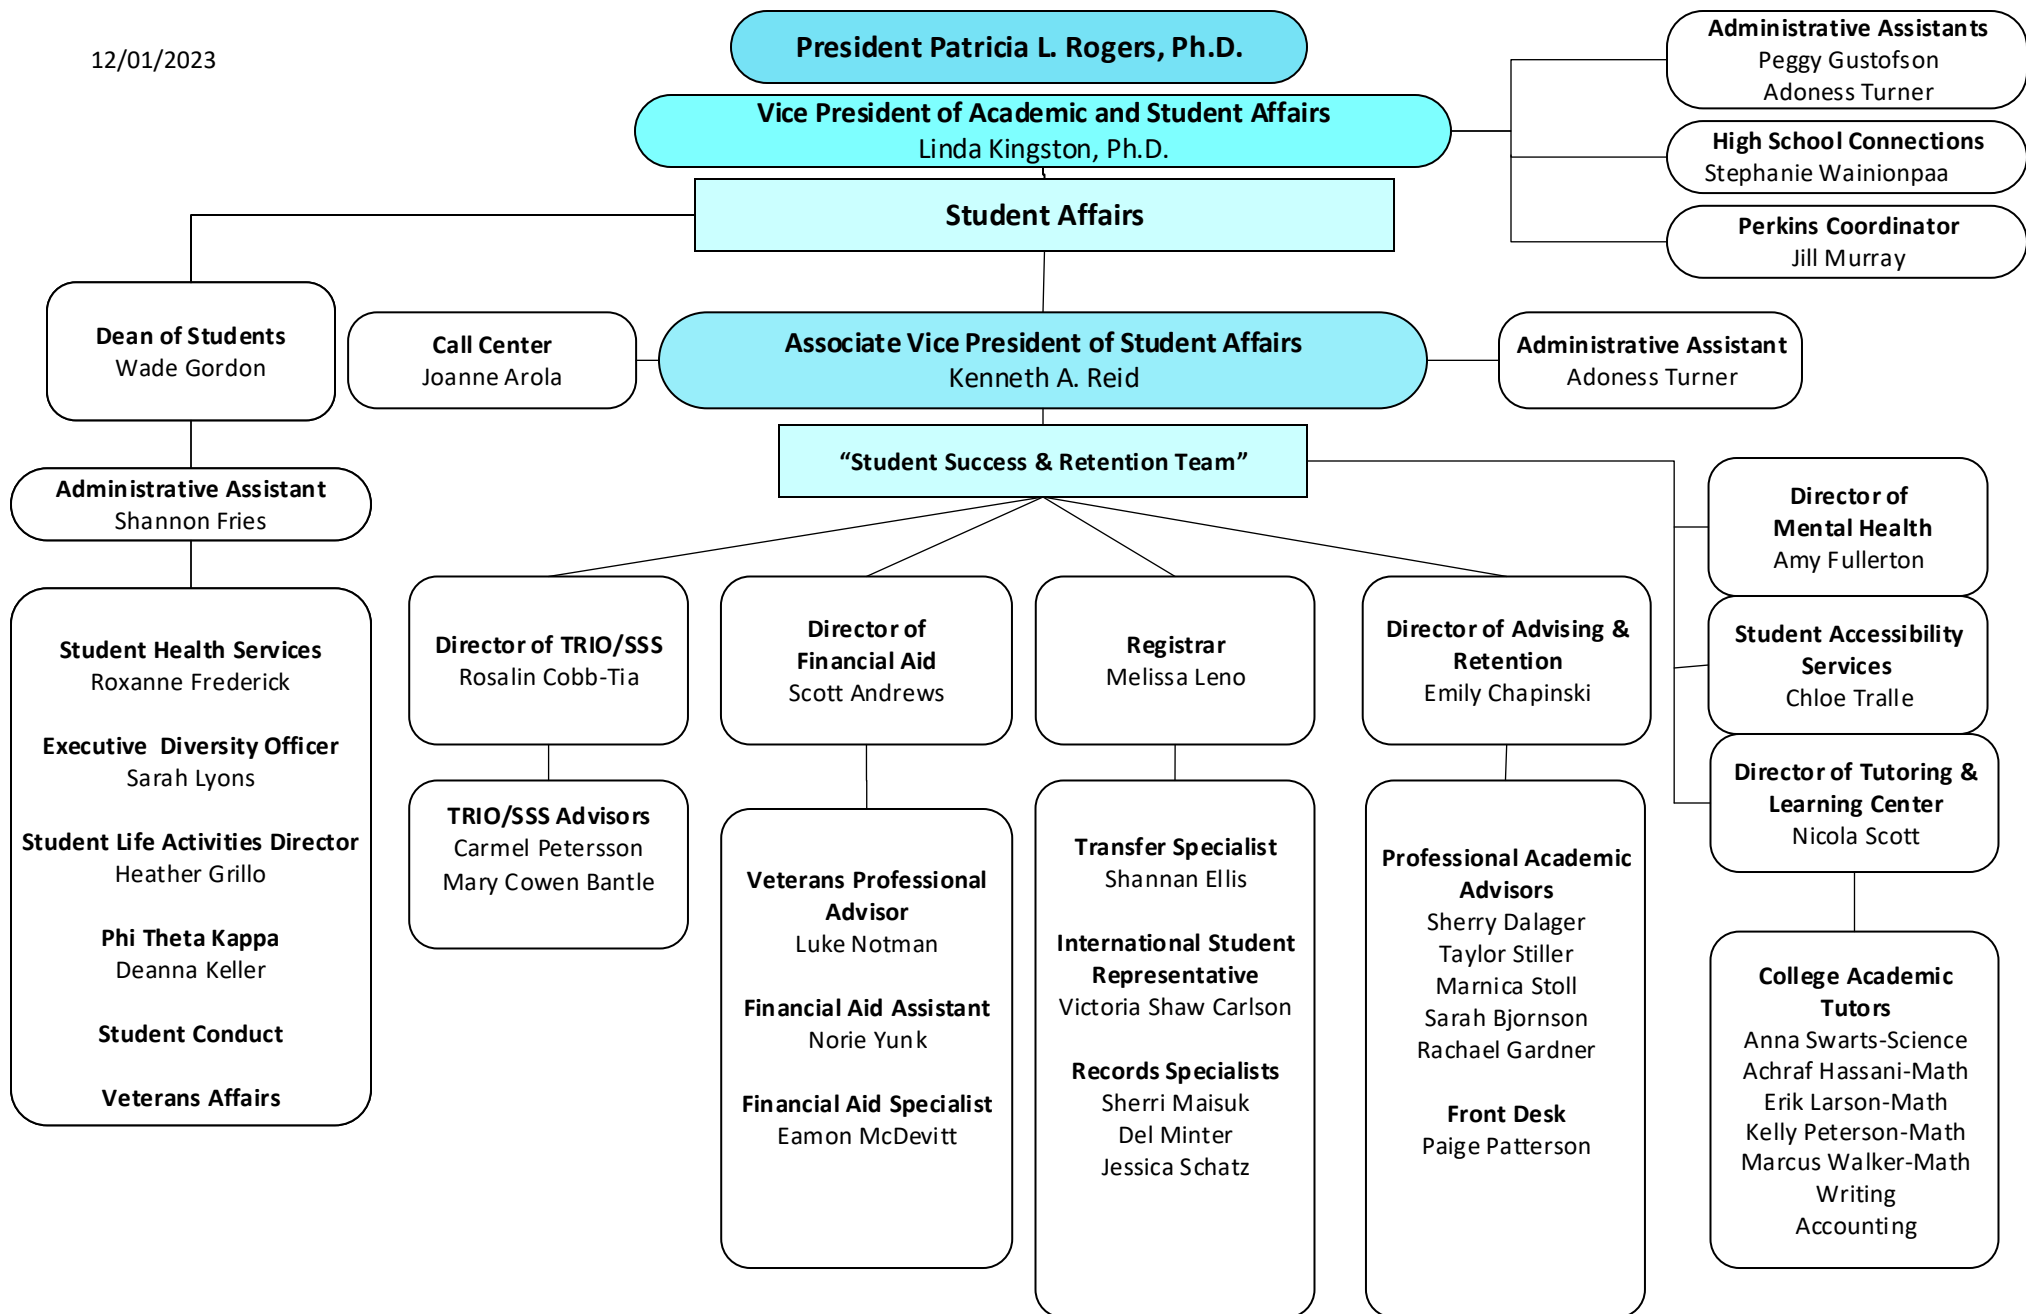 12/01/2023
President Patricia L. Rogers, Ph.D.
Vice President of Academic and Student Affairs
Linda Kingston, Ph.D.
Administrative Assistants
Peggy Gustofson
Adoness Turner
High School Connections
Stephanie Wainionpaa
Perkins Coordinator
Jill Murray
Student Affairs
Dean of Students
Wade Gordon
Call Center
Joanne Arola
Associate Vice President of Student Affairs
Kenneth A. Reid
Administrative Assistant
Adoness Turner
"Student Success & Retention Team"
Administrative Assistant
Shannon Fries
Student Health Services
Roxanne Frederick
Executive  Diversity Officer
Sarah Lyons
Student Life Activities Director
Heather Grillo
Phi Theta Kappa
Deanna Keller
Student Conduct
Veterans Affairs
Director of TRIO/SSS
Rosalin Cobb-Tia
TRIO/SSS Advisors
Carmel Petersson
Mary Cowen Bantle
Director of
Financial Aid
Scott Andrews
Veterans Professional
Advisor
Luke Notman
Financial Aid Assistant
Norie Yunk
Financial Aid Specialist
Eamon McDevitt
Registrar
Melissa Leno
Transfer Specialist
Shannan Ellis
International Student
Representative
Victoria Shaw Carlson
Records Specialists
Sherri Maisuk
Del Minter
Jessica Schatz
Director of Advising &
Retention
Emily Chapinski
Professional Academic
Advisors
Sherry Dalager
Taylor Stiller
Marnica Stoll
Sarah Bjornson
Rachael Gardner
Front Desk
Paige Patterson
Director of
Mental Health
Amy Fullerton
Student Accessibility
Services
Chloe Tralle
Director of Tutoring &
Learning Center
Nicola Scott
College Academic
Tutors
Anna Swarts-Science
Achraf Hassani-Math
Erik Larson-Math
Kelly Peterson-Math
Marcus Walker-Math
Writing
Accounting